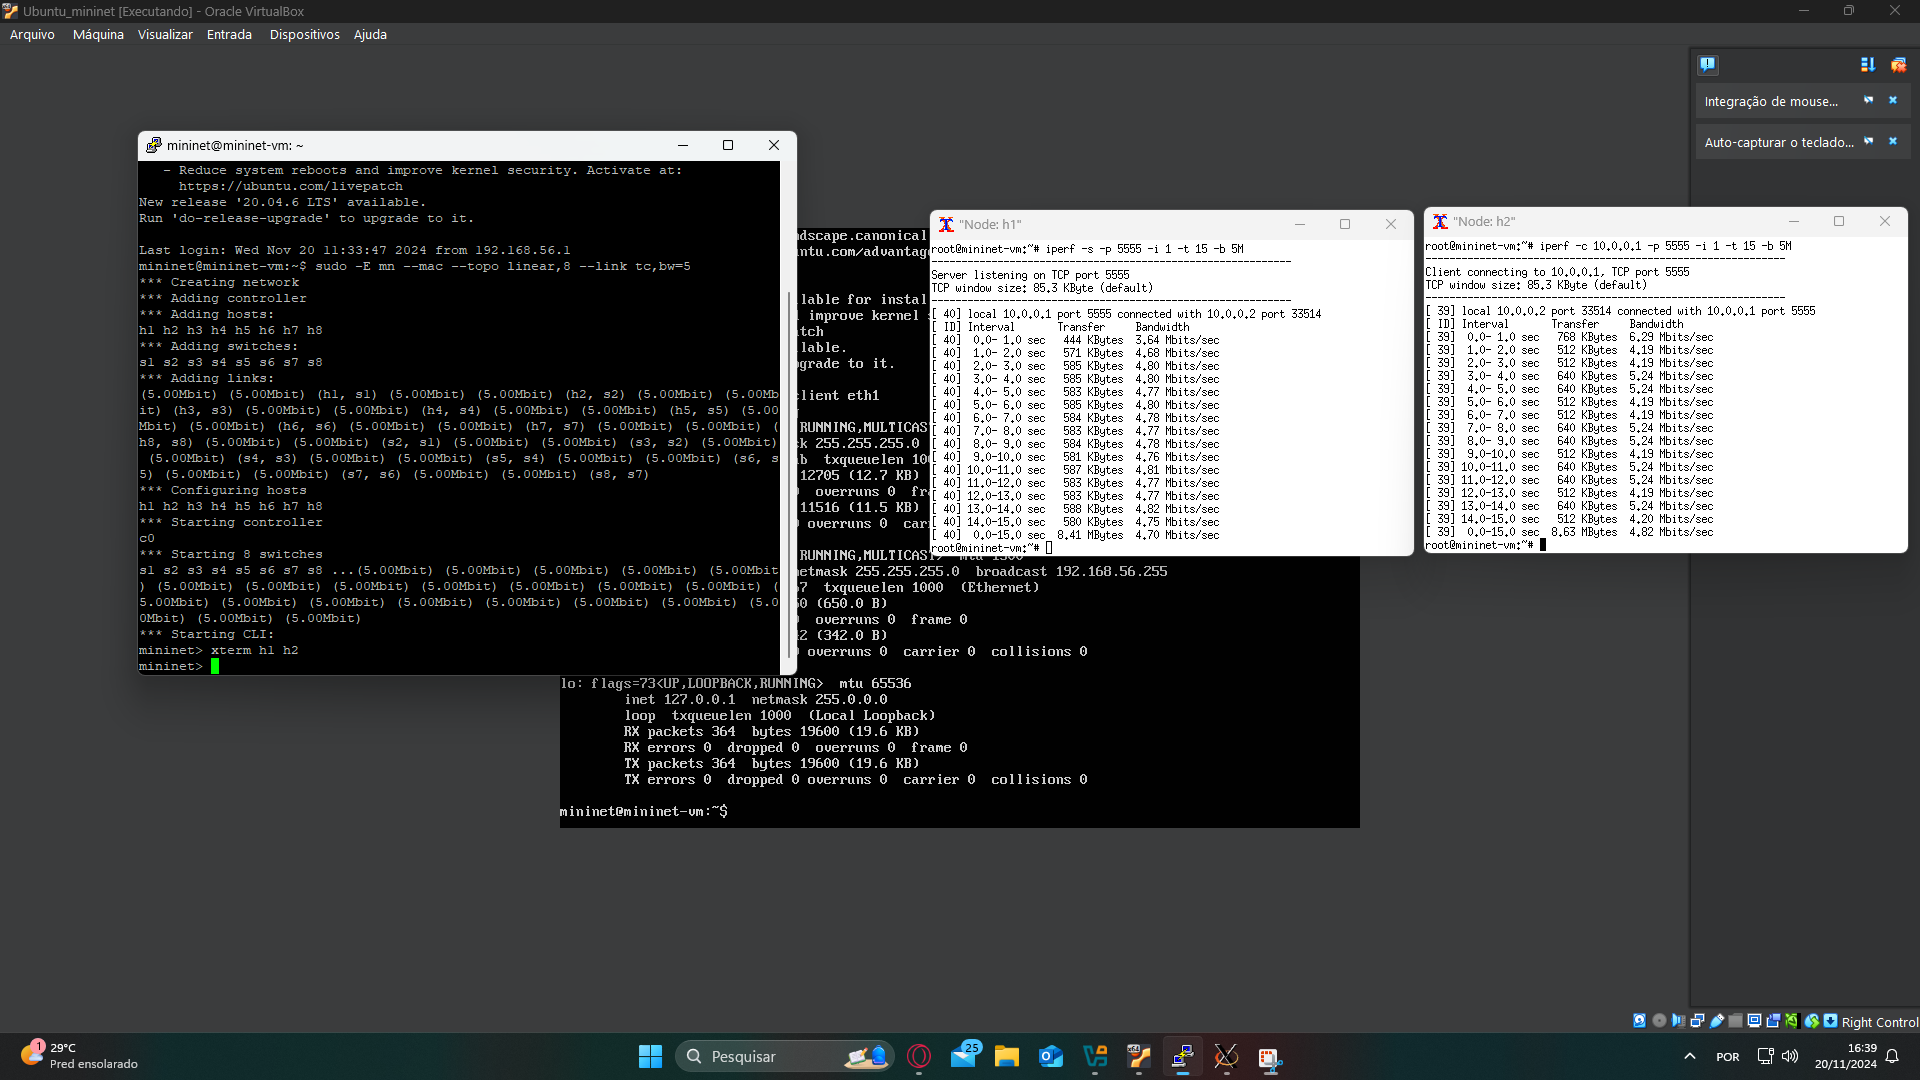 Ubuntu_mininet [Executando] - Oracle VirtualBox
Arquivo Máquina Visualizar Entrada Dispositivos Ajuda
Integração de mouse...
Auto-capturar o teclado...
mininet@mininet-vm: ~
- Reduce system reboots and improve kernel security. Activate at:
https://ubuntu.com/livepatch
New release '20.04.6 LTS' available.
Run 'do-release-upgrade' to upgrade to it.
Last login: Wed Nov 20 11:33:47 2024 from 192.168.56.1
mininet@mininet-vm:~$ sudo -E mn --mac --topo linear,8 --link tc,bw=5
*** Creating network
*** Adding controller
*** Adding hosts:
h1 h2 h3 h4 h5 h6 h7 h8
*** Adding switches:
s1 s2 s3 s4 s5 s6 s7 s8
*** Adding links:
(5.00Mbit) (5.00Mbit) (h1, s1) (5.00Mbit) (5.00Mbit) (h2, s2) (5.00Mbit) (5.00Mb
it) (h3, s3) (5.00Mbit) (5.00Mbit) (h4, s4) (5.00Mbit) (5.00Mbit) (h5, s5) (5.00
Mbit) (5.00Mbit) (h6, s6) (5.00Mbit) (5.00Mbit) (h7, s7) (5.00Mbit) (5.00Mbit) (
h8, s8) (5.00Mbit) (5.00Mbit) (s2, s1) (5.00Mbit) (5.00Mbit) (s3, s2) (5.00Mbit)
(5.00Mbit) (s4, s3) (5.00Mbit) (5.00Mbit) (s5, s4) (5.00Mbit) (5.00Mbit) (s6, s
5) (5.00Mbit) (5.00Mbit) (s7, s6) (5.00Mbit) (5.00Mbit) (s8, s7)
*** Configuring hosts
h1 h2 h3 h4 h5 h6 h7 h8
*** Starting controller
c0
*** Starting 8 switches
s1 s2 s3 s4 s5 s6 s7 s8 ...(5.00Mbit) (5.00Mbit) (5.00Mbit) (5.00Mbit) (5.00Mbit
) (5.00Mbit) (5.00Mbit) (5.00Mbit) (5.00Mbit) (5.00Mbit) (5.00Mbit) (5.00Mbit) (
5.00Mbit) (5.00Mbit) (5.00Mbit) (5.00Mbit) (5.00Mbit) (5.00Mbit) (5.00Mbit) (5.0
0Mbit) (5.00Mbit) (5.00Mbit)
*** Starting CLI:
mininet> xterm h1 h2
mininet>
"Node: h1"
root@mininet-vm:~# iperf -s -p 5555 -i 1 -t 15 -b 5M
------------------------------------------------------------
Server listening on TCP port 5555
TCP window size: 85.3 KByte (default)
------------------------------------------------------------
[ 40] local 10.0.0.1 port 5555 connected with 10.0.0.2 port 33514
[ ID] Interval Transfer Bandwidth
[ 40] 0.0- 1.0 sec 444 KBytes 3.64 Mbits/sec
[ 40] 1.0- 2.0 sec 571 KBytes 4.68 Mbits/sec
[ 40] 2.0- 3.0 sec 585 KBytes 4.80 Mbits/sec
[ 40] 3.0- 4.0 sec 585 KBytes 4.80 Mbits/sec
[ 40] 4.0- 5.0 sec 583 KBytes 4.77 Mbits/sec
[ 40] 5.0- 6.0 sec 585 KBytes 4.80 Mbits/sec
[ 40] 6.0- 7.0 sec 584 KBytes 4.78 Mbits/sec
[ 40] 7.0- 8.0 sec 583 KBytes 4.77 Mbits/sec
[ 40] 8.0- 9.0 sec 584 KBytes 4.78 Mbits/sec
[ 40] 9.0-10.0 sec 581 KBytes 4.76 Mbits/sec
[ 40] 10.0-11.0 sec 587 KBytes 4.81 Mbits/sec
[ 40] 11.0-12.0 sec 583 KBytes 4.77 Mbits/sec
[ 40] 12.0-13.0 sec 583 KBytes 4.77 Mbits/sec
[ 40] 13.0-14.0 sec 588 KBytes 4.82 Mbits/sec
[ 40] 14.0-15.0 sec 580 KBytes 4.75 Mbits/sec
[ 40] 0.0-15.0 sec 8.41 MBytes 4.70 Mbits/sec
root@mininet-vm:~#
"Node: h2"
root@mininet-vm:~# iperf -c 10.0.0.1 -p 5555 -i 1 -t 15 -b 5M
------------------------------------------------------------
Client connecting to 10.0.0.1, TCP port 5555
TCP window size: 85.3 KByte (default)
------------------------------------------------------------
[ 39] local 10.0.0.2 port 33514 connected with 10.0.0.1 port 5555
[ ID] Interval Transfer Bandwidth
[ 39] 0.0- 1.0 sec 768 KBytes 6.29 Mbits/sec
[ 39] 1.0- 2.0 sec 512 KBytes 4.19 Mbits/sec
[ 39] 2.0- 3.0 sec 512 KBytes 4.19 Mbits/sec
[ 39] 3.0- 4.0 sec 640 KBytes 5.24 Mbits/sec
[ 39] 4.0- 5.0 sec 640 KBytes 5.24 Mbits/sec
[ 39] 5.0- 6.0 sec 512 KBytes 4.19 Mbits/sec
[ 39] 6.0- 7.0 sec 512 KBytes 4.19 Mbits/sec
[ 39] 7.0- 8.0 sec 640 KBytes 5.24 Mbits/sec
[ 39] 8.0- 9.0 sec 640 KBytes 5.24 Mbits/sec
[ 39] 9.0-10.0 sec 512 KBytes 4.19 Mbits/sec
[ 39] 10.0-11.0 sec 640 KBytes 5.24 Mbits/sec
[ 39] 11.0-12.0 sec 640 KBytes 5.24 Mbits/sec
[ 39] 12.0-13.0 sec 512 KBytes 4.19 Mbits/sec
[ 39] 13.0-14.0 sec 640 KBytes 5.24 Mbits/sec
[ 39] 14.0-15.0 sec 512 KBytes 4.20 Mbits/sec
[ 39] 0.0-15.0 sec 8.63 MBytes 4.82 Mbits/sec
root@mininet-vm:~#
ndscape.canonical
ntu.com/advantage
lable for instal
improve kernel s
tch
lable.
grade to it.
client eth1
RUNNING,MULTICAST
sk 255.255.255.0
txqueuelen 100
12705 (12.7 KB)
overruns 0 fra
11516 (11.5 KB)
0 overruns 0 carr
RUNNING,MULTICAST> mtu 1500
netmask 255.255.255.0 broadcast 192.168.56.255
txqueuelen 1000 (Ethernet)
(650.0 B)
overruns 0 frame 0
(342.0 B)
overruns 0 carrier 0 collisions 0
lo: flags=73<UP,LOOPBACK,RUNNING> mtu 65536
inet 127.0.0.1 netmask 255.0.0.0
loop txqueuelen 1000 (Local Loopback)
RX packets 364 bytes 19600 (19.6 KB)
RX errors 0 dropped 0 overruns 0 frame 0
TX packets 364 bytes 19600 (19.6 KB)
TX errors 0 dropped 0 overruns 0 carrier 0 collisions 0
mininet@mininet-vm:~$
Right Control
1
29°C
Pred ensolarado
Pesquisar
25
POR
16:39
20/11/2024